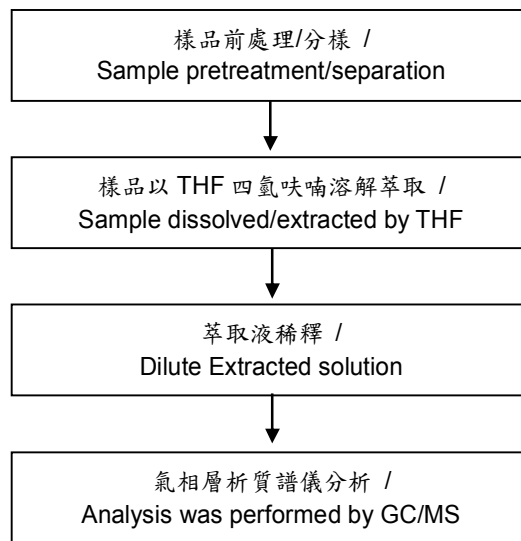 樣品前處理/分樣 /
Sample pretreatment/separation
樣品以 THF 四氫呋喃溶解萃取 /
Sample dissolved/extracted by THF
萃取液稀釋 /
Dilute Extracted solution
氣相層析質譜儀分析 /
Analysis was performed by GC/MS